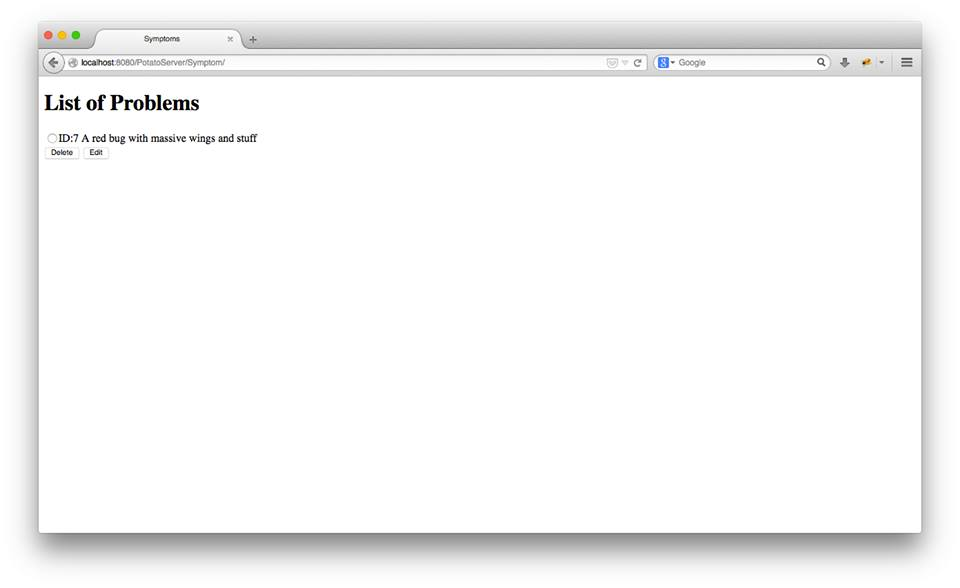 Symptoms
localhost:8080/PotatoServer/Symptom/
Google
List of Problems
ID:7 A red bug with massive wings and stuff
Delete Edit